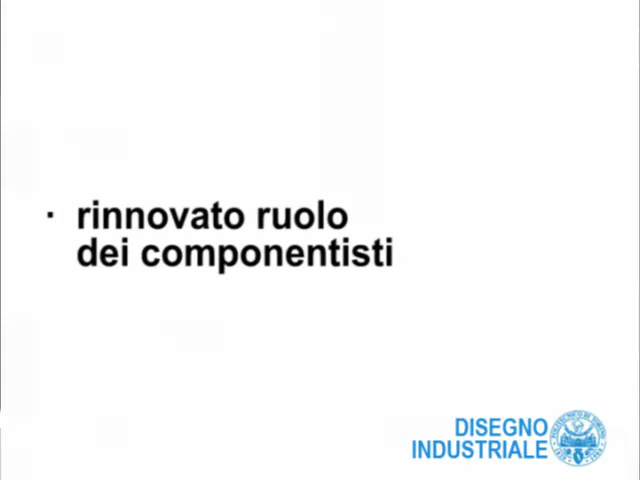 · rinnovato ruolo
dei componentisti
DISEGNO
INDUSTRIALE